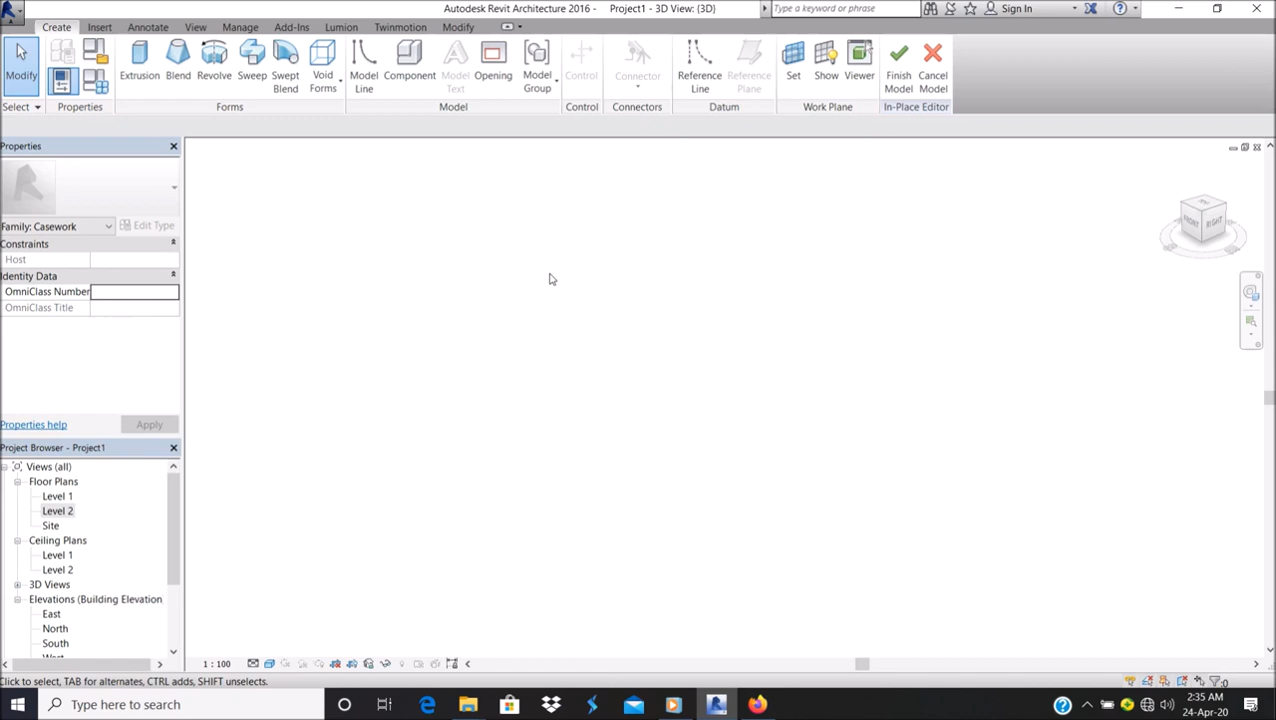 Autodesk Revit Architecture 2016 - Project1 - 3D View: {3D}
Type a keyword or phrase
Sign In
Create Insert Annotate View Manage Add-Ins Lumion Twinmotion Modify
Modify Extrusion Blend Revolve Sweep Swept Blend Void Forms Model Line Component Model Text Opening Model Group Control Connector Reference Line Reference Plane Set Show Viewer Finish Model Cancel Model
Select Properties Forms Model Control Connectors Datum Work Plane In-Place Editor
Properties
Family: Casework Edit Type
Constraints
Host
Identity Data
OmniClass Number
OmniClass Title
Properties help Apply
Project Browser - Project1
Views (all)
Floor Plans
Level 1
Level 2
Site
Ceiling Plans
Level 1
Level 2
3D Views
Elevations (Building Elevation
East
North
South
FRONT RIGHT
1 : 100
Click to select, TAB for alternates, CTRL adds, SHIFT unselects.
:0
Type here to search
2:35 AM
24-Apr-20